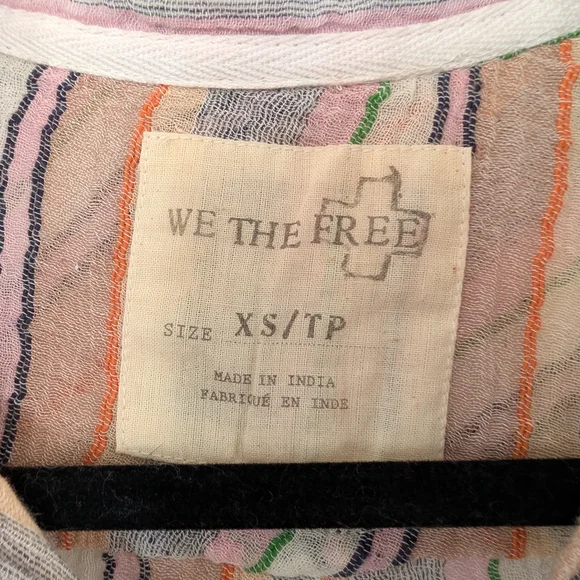 WE THE FREE
SIZE XS/TP
MADE IN INDIA
FABRIQUÉ EN INDE